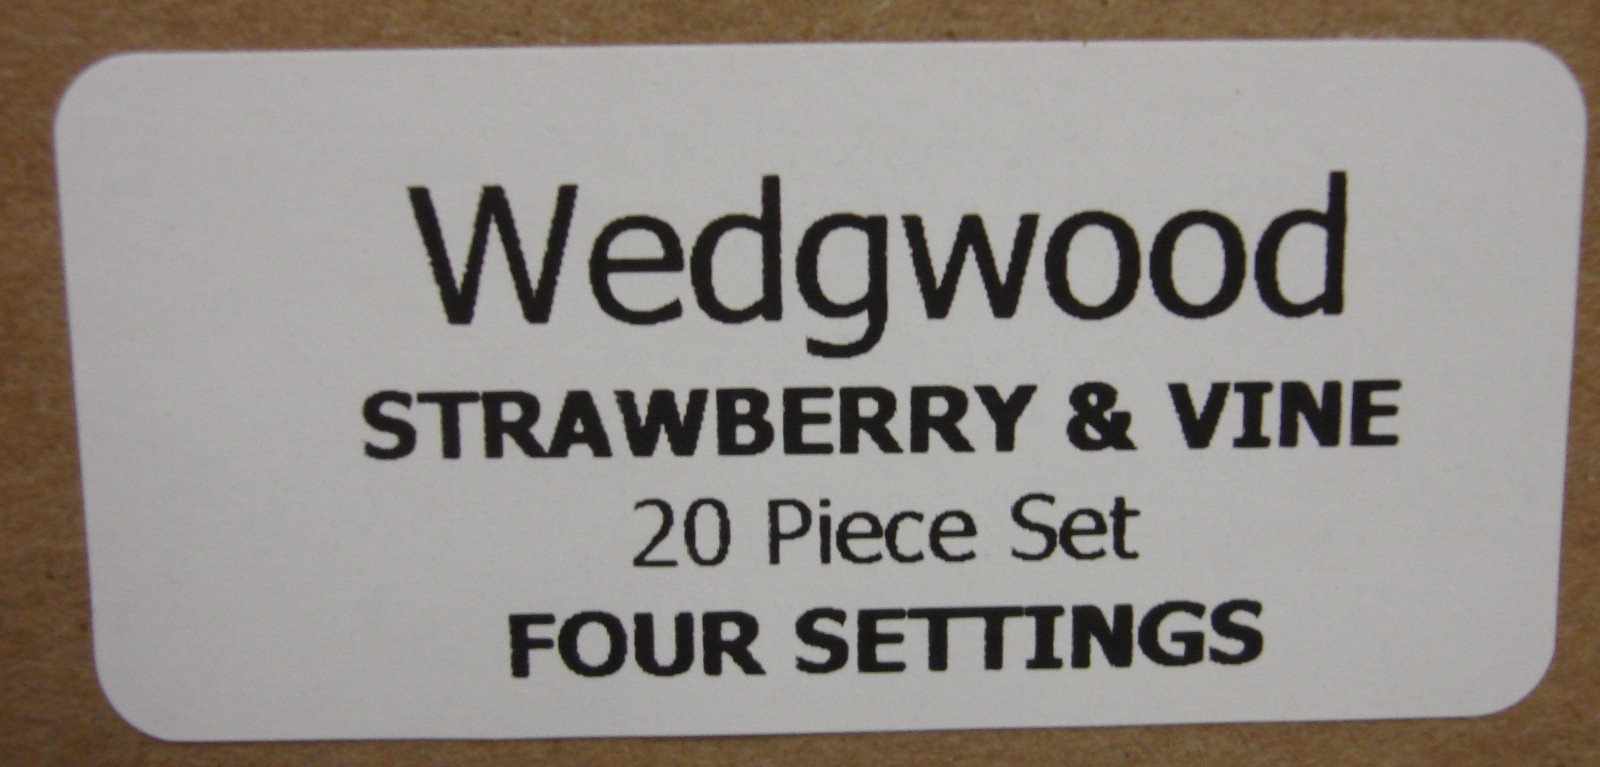 Wedgwood
STRAWBERRY & VINE
20 Piece Set
FOUR SETTINGS